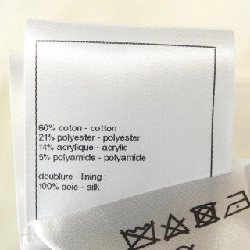 60% coton - cotton
21% polyester - polyester
14% acrylique - acrylic
5% polyamide - polyamide
doublure - lining :
100% soie - silk